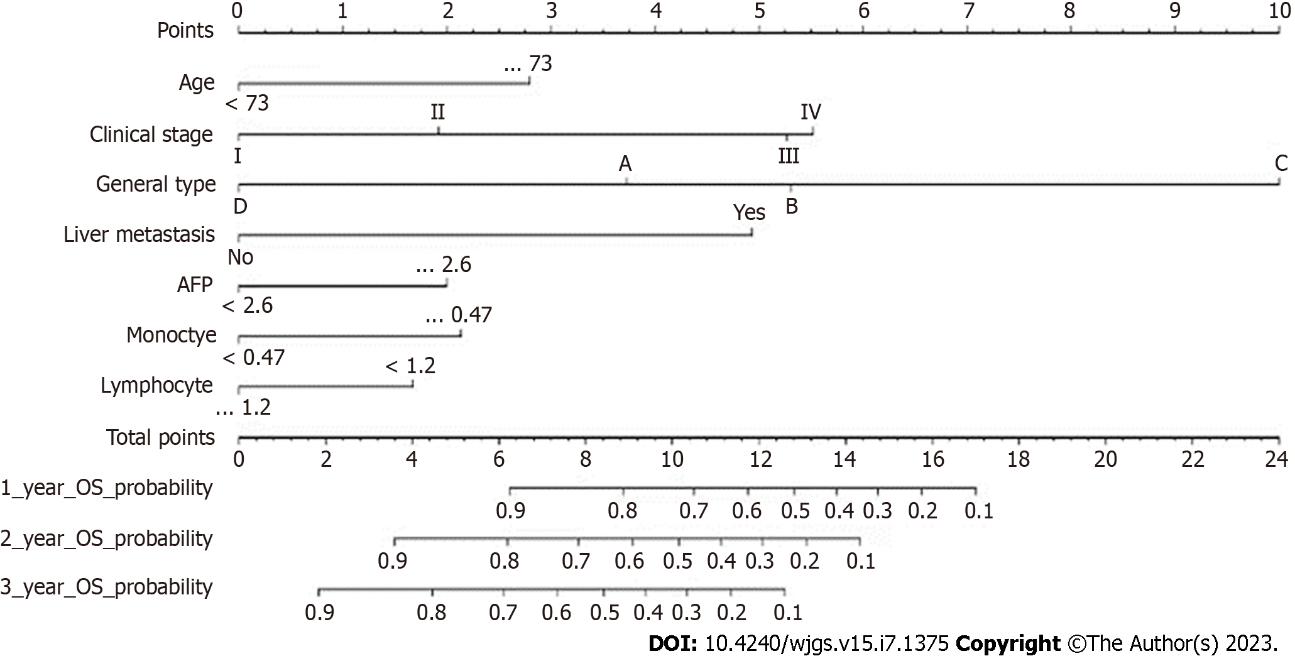 0 1 2 3 4 5 6 7 8 9 10
Points
... 73
Age
< 73
II IV
Clinical stage
I III
A C
General type
D B
Yes
Liver metastasis
No
... 2.6
AFP
< 2.6
... 0.47
Monoctye
< 0.47
< 1.2
Lymphocyte
... 1.2
Total points
0 2 4 6 8 10 12 14 16 18 20 22 24
1_year_OS_probability
0.9 0.8 0.7 0.6 0.5 0.4 0.3 0.2 0.1
2_year_OS_probability
0.9 0.8 0.7 0.6 0.5 0.4 0.3 0.2 0.1
3_year_OS_probability
0.9 0.8 0.7 0.6 0.5 0.4 0.3 0.2 0.1
DOI: 10.4240/wjgs.v15.i7.1375 Copyright ©The Author(s) 2023.